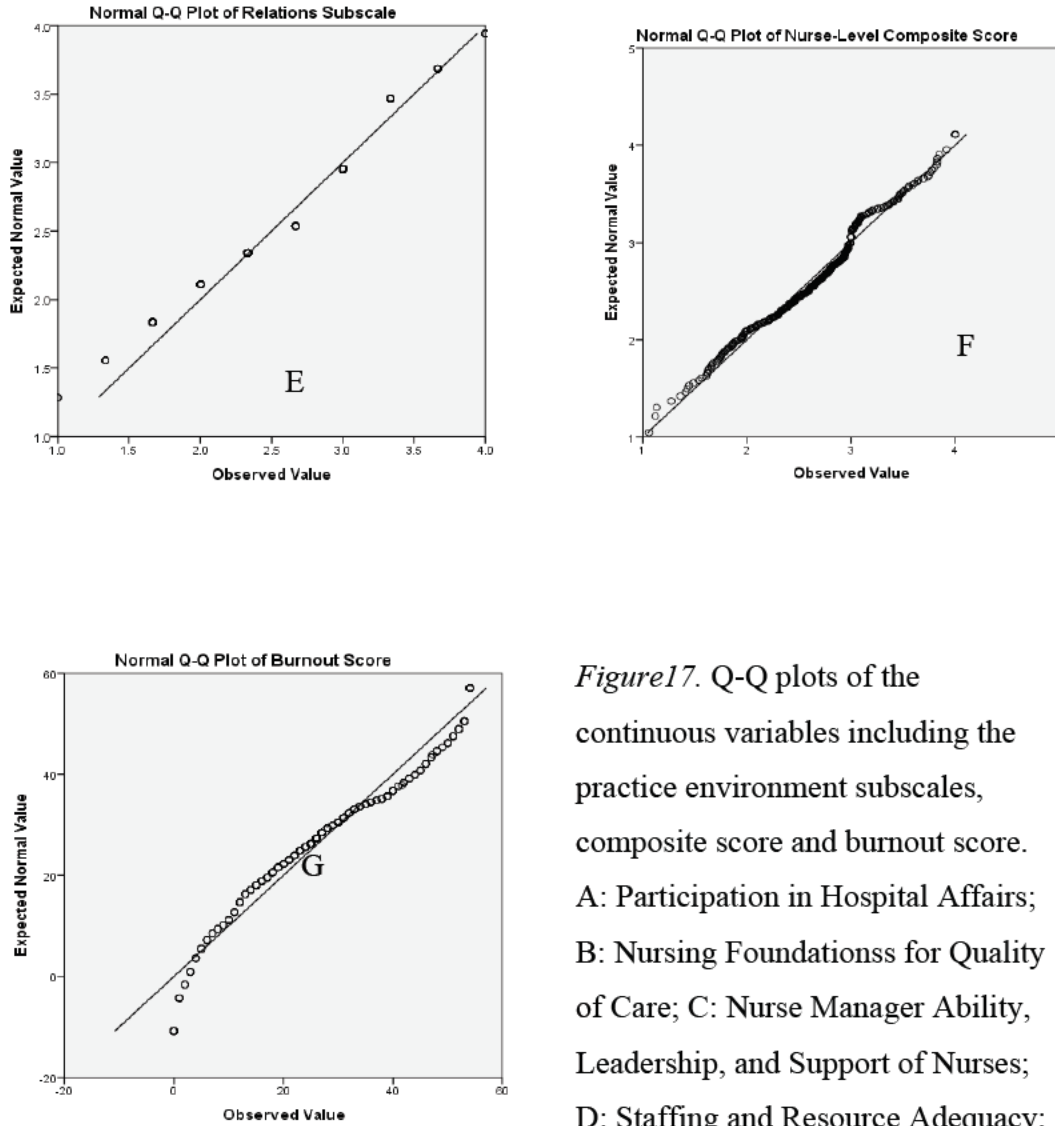 Normal Q-Q Plot of Relations Subscale
4.0
3.5
3.0
2.5
2.0
1.5
1.0
Expected Normal Value
E
1.0 1.5 2.0 2.5 3.0 3.5 4.0
Observed Value
Normal Q-Q Plot of Nurse-Level Composite Score
5
4
3
2
1
Expected Normal Value
F
1 2 3 4
Observed Value
Normal Q-Q Plot of Burnout Score
60
40
20
0
-20
Expected Normal Value
G
-20 0 20 40 60
Observed Value
Figure17. Q-Q plots of the
continuous variables including the
practice environment subscales,
composite score and burnout score.
A: Participation in Hospital Affairs;
B: Nursing Foundationss for Quality
of Care; C: Nurse Manager Ability,
Leadership, and Support of Nurses;
D: Staffing and Resource Adequacy;